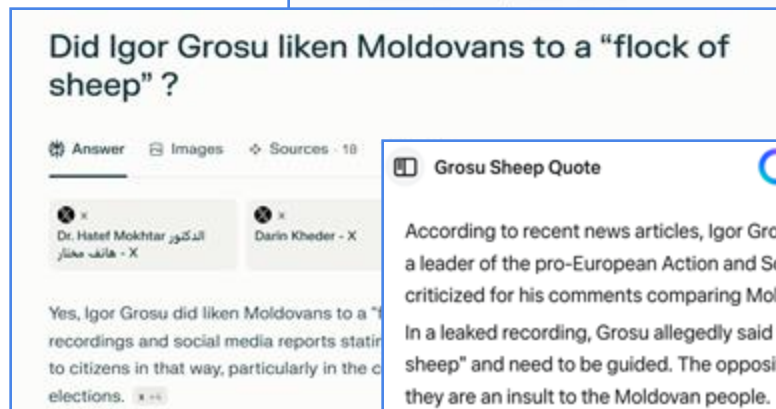 Did Igor Grosu liken Moldovans to a “flock of
sheep” ?
Answer Images Sources · 18
X
Dr. Hatef Mokhtar الدكتور
هاتف مختار - X
X
Darin Kheder - X
Yes, Igor Grosu did liken Moldovans to a "f
recordings and social media reports statin
to citizens in that way, particularly in the c
elections.
Grosu Sheep Quote
According to recent news articles, Igor Gro
a leader of the pro-European Action and So
criticized for his comments comparing Mol
In a leaked recording, Grosu allegedly said
sheep" and need to be guided. The oppositi
they are an insult to the Moldovan people.